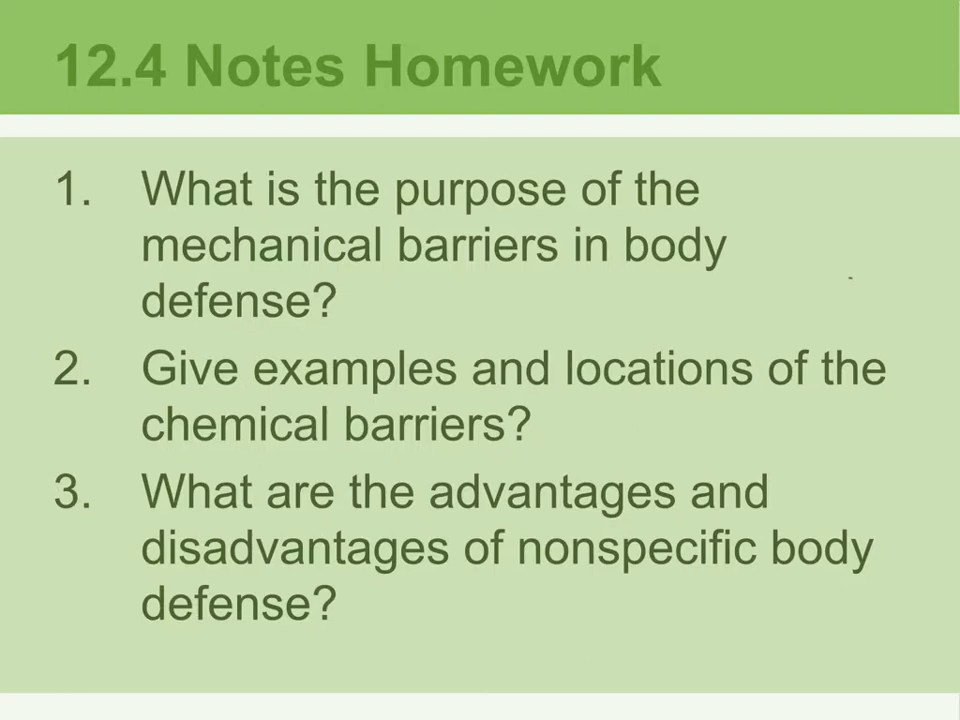 12.4 Notes Homework
1. What is the purpose of the
mechanical barriers in body
defense?
2. Give examples and locations of the
chemical barriers?
3. What are the advantages and
disadvantages of nonspecific body
defense?